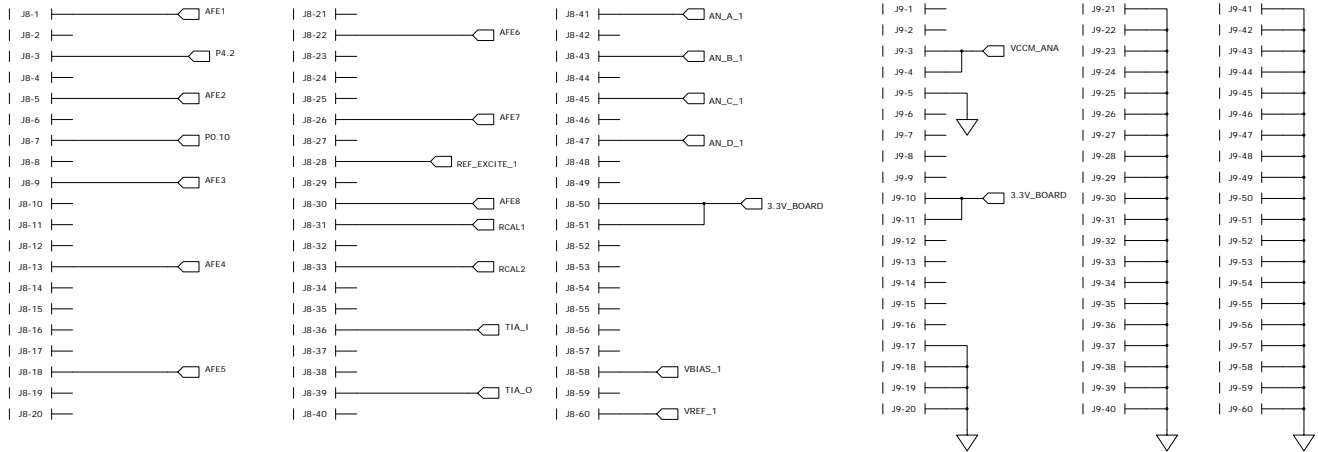 J8-1 AFE1
J8-2
J8-3 P4.2
J8-4
J8-5 AFE2
J8-6
J8-7 P0.10
J8-8
J8-9 AFE3
J8-10
J8-11
J8-12
J8-13 AFE4
J8-14
J8-15
J8-16
J8-17
J8-18 AFE5
J8-19
J8-20
J8-21
J8-22 AFE6
J8-23
J8-24
J8-25
J8-26 AFE7
J8-27
J8-28 REF_EXCITE_1
J8-29
J8-30 AFE8
J8-31 RCAL1
J8-32
J8-33 RCAL2
J8-34
J8-35
J8-36 TIA_I
J8-37
J8-38
J8-39 TIA_O
J8-40
J8-41 AN_A_1
J8-42
J8-43 AN_B_1
J8-44
J8-45 AN_C_1
J8-46
J8-47 AN_D_1
J8-48
J8-49
J8-50 3.3V_BOARD
J8-51
J8-52
J8-53
J8-54
J8-55
J8-56
J8-57
J8-58 VBIAS_1
J8-59
J8-60 VREF_1
J9-1
J9-2
J9-3 VCCM_ANA
J9-4
J9-5
J9-6
J9-7
J9-8
J9-9
J9-10 3.3V_BOARD
J9-11
J9-12
J9-13
J9-14
J9-15
J9-16
J9-17
J9-18
J9-19
J9-20
J9-21
J9-22
J9-23
J9-24
J9-25
J9-26
J9-27
J9-28
J9-29
J9-30
J9-31
J9-32
J9-33
J9-34
J9-35
J9-36
J9-37
J9-38
J9-39
J9-40
J9-41
J9-42
J9-43
J9-44
J9-45
J9-46
J9-47
J9-48
J9-49
J9-50
J9-51
J9-52
J9-53
J9-54
J9-55
J9-56
J9-57
J9-58
J9-59
J9-60